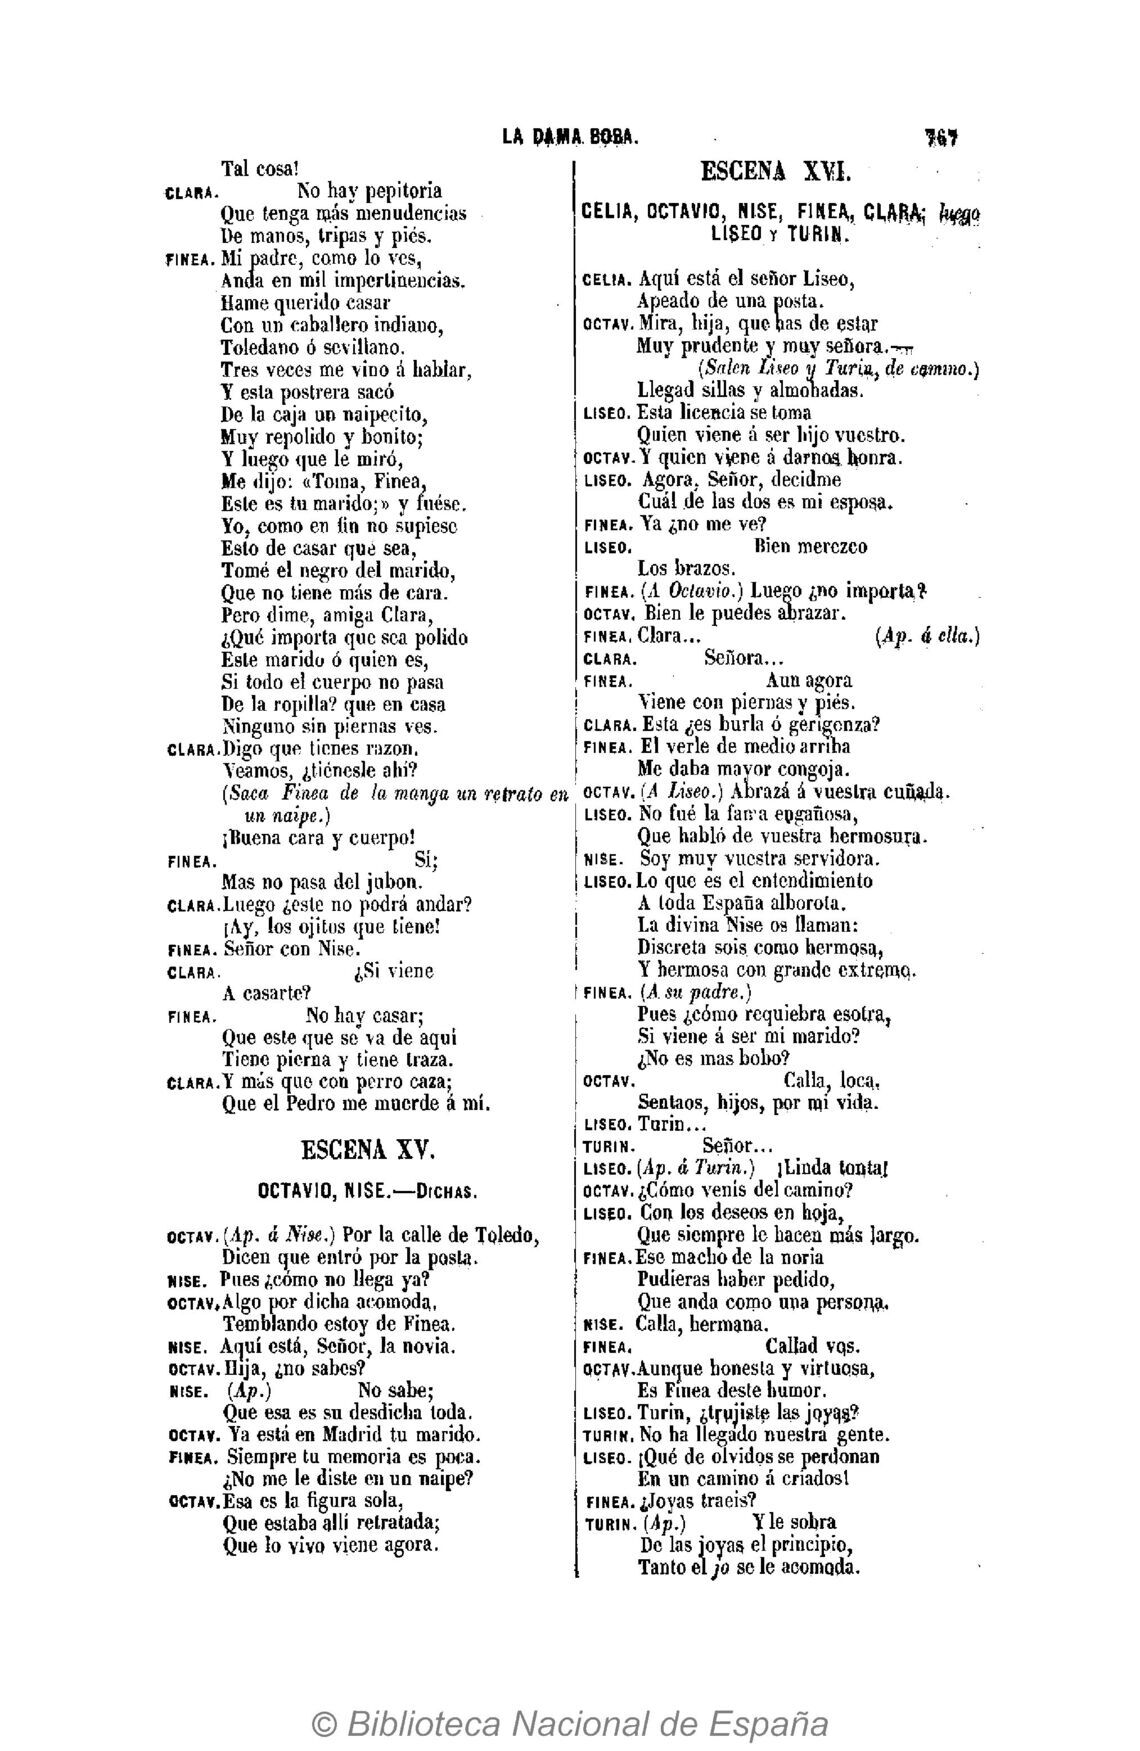 LA DAMA BOBA.
767
Tal cosa!
CLARA. No hay pepitoria
Que tenga más menudencias
De manos, tripas y piés.
FINEA. Mi padre, como lo ves,
Anda en mil impertinencias.
Hame querido casar
Con un caballero indiano,
Toledano ó sevillano.
Tres veces me vino á hablar,
Y esta postrera sacó
De la caja un naipecito,
Muy repolido y bonito;
Y luego que le miró,
Me dijo: «Toma, Finea,
Este es tu marido;» y fuése.
Yo, como en fin no supiese
Esto de casar qué sea,
Tomé el negro del marido,
Que no tiene más de cara.
Pero dime, amiga Clara,
¿Qué importa que sea polido
Este marido ó quien es,
Si todo el cuerpo no pasa
De la ropilla? que en casa
Ninguno sin piernas ves.
CLARA. Digo que tienes razon.
Veamos, ¿tiénesle ahí?
(Saca Finea de la manga un retrato en
un naipe.)
¡Buena cara y cuerpo!
FINEA. Sí;
Mas no pasa del jubon.
CLARA. Luego ¿este no podrá andar?
¡Ay, los ojitos que tiene!
FINEA. Señor con Nise.
CLARA. ¿Si viene
A casarte?
FINEA. No hay casar;
Que este que se va de aquí
Tiene pierna y tiene traza.
CLARA. Y más que con perro caza;
Que el Pedro me muerde á mí.
ESCENA XV.
OCTAVIO, NISE.—DICHAS.
OCTAV. (Ap. á Nise.) Por la calle de Toledo,
Dicen que entró por la posta.
NISE. Pues ¿cómo no llega ya?
OCTAV. Algo por dicha acomoda,
Temblando estoy de Finea.
NISE. Aquí está, Señor, la novia.
OCTAV. Hija, ¿no sabes?
NISE. (Ap.) No sabe;
Que esa es su desdicha toda.
OCTAV. Ya está en Madrid tu marido.
FINEA. Siempre tu memoria es poca.
¿No me le diste en un naipe?
OCTAV. Esa es la figura sola,
Que estaba allí retratada;
Que lo vivo viene agora.
ESCENA XVI.
CELIA, OCTAVIO, NISE, FINEA, CLARA; luego
LISEO Y TURIN.
CELIA. Aquí está el señor Liseo,
Apeado de una posta.
OCTAV. Mira, hija, que has de estar
Muy prudente y muy señora.—
(Salen Liseo y Turin, de camino.)
Llegad sillas y almohadas.
LISEO. Esta licencia se toma
Quien viene á ser hijo vuestro.
OCTAV. Y quien viene á darnos honra.
LISEO. Agora, Señor, decidme
Cuál de las dos es mi esposa.
FINEA. Ya ¿no me ve?
LISEO. Bien merezco
Los brazos.
FINEA. (A Octavio.) Luego ¿no importa?
OCTAV. Bien le puedes abrazar.
FINEA. Clara... (Ap. á ella.)
CLARA. Señora...
FINEA. Aun agora
Viene con piernas y piés.
CLARA. Esta ¿es burla ó gerigonza?
FINEA. El verle de medio arriba
Me daba mayor congoja.
OCTAV. (A Liseo.) Abrazá á vuestra cuñada.
LISEO. No fué la fama engañosa,
Que habló de vuestra hermosura.
NISE. Soy muy vuestra servidora.
LISEO. Lo que es el entendimiento
A toda España alborota.
La divina Nise os llaman:
Discreta sois como hermosa,
Y hermosa con grande extremo.
FINEA. (A su padre.)
Pues ¿cómo requiebra esotra,
Si viene á ser mi marido?
¿No es mas bobo?
OCTAV. Calla, loca.
Sentaos, hijos, por mi vida.
LISEO. Turin...
TURIN. Señor...
LISEO. (Ap. á Turin.) ¡Linda tonta!
OCTAV. ¿Cómo venís del camino?
LISEO. Con los deseos en hoja,
Que siempre le hacen más largo.
FINEA. Ese macho de la noria
Pudieras haber pedido,
Que anda como una persona.
NISE. Calla, hermana.
FINEA. Callad vos.
OCTAV. Aunque honesta y virtuosa,
Es Finea deste humor.
LISEO. Turin, ¿trujiste las joyas?
TURIN. No ha llegado nuestra gente.
LISEO. ¡Qué de olvidos se perdonan
En un camino á criados!
FINEA. ¿Joyas traeis?
TURIN. (Ap.) Y le sobra
De las joyas el principio,
Tanto el jo se le acomoda.
© Biblioteca Nacional de España